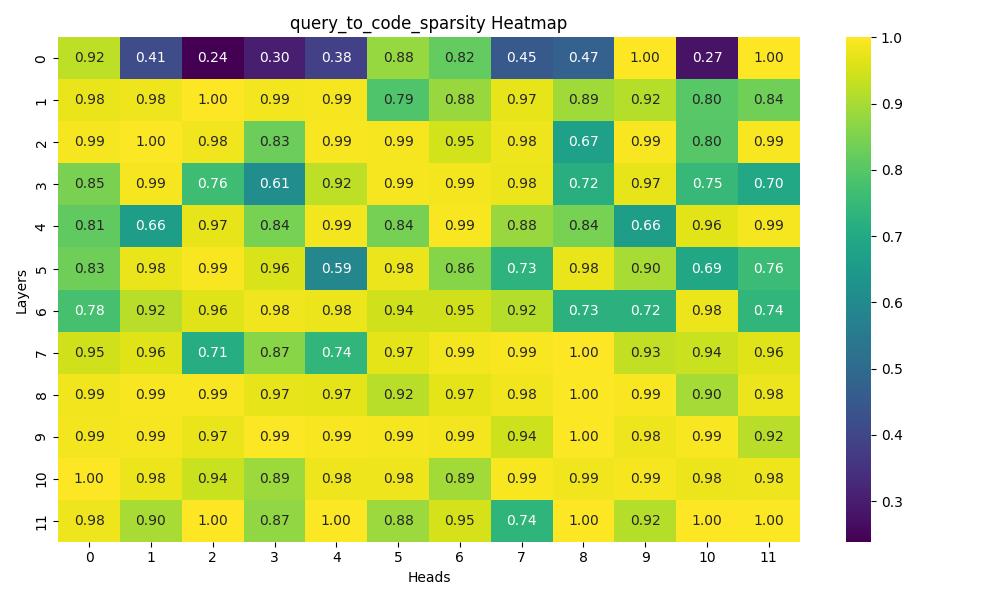 query_to_code_sparsity Heatmap
0 0.92 0.41 0.24 0.30 0.38 0.88 0.82 0.45 0.47 1.00 0.27 1.00
1 0.98 0.98 1.00 0.99 0.99 0.79 0.88 0.97 0.89 0.92 0.80 0.84
2 0.99 1.00 0.98 0.83 0.99 0.99 0.95 0.98 0.67 0.99 0.80 0.99
3 0.85 0.99 0.76 0.61 0.92 0.99 0.99 0.98 0.72 0.97 0.75 0.70
4 0.81 0.66 0.97 0.84 0.99 0.84 0.99 0.88 0.84 0.66 0.96 0.99
5 0.83 0.98 0.99 0.96 0.59 0.98 0.86 0.73 0.98 0.90 0.69 0.76
6 0.78 0.92 0.96 0.98 0.98 0.94 0.95 0.92 0.73 0.72 0.98 0.74
7 0.95 0.96 0.71 0.87 0.74 0.97 0.99 0.99 1.00 0.93 0.94 0.96
8 0.99 0.99 0.99 0.97 0.97 0.92 0.97 0.98 1.00 0.99 0.90 0.98
9 0.99 0.99 0.97 0.99 0.99 0.99 0.99 0.94 1.00 0.98 0.99 0.92
10 1.00 0.98 0.94 0.89 0.98 0.98 0.89 0.99 0.99 0.99 0.98 0.98
11 0.98 0.90 1.00 0.87 1.00 0.88 0.95 0.74 1.00 0.92 1.00 1.00
0 1 2 3 4 5 6 7 8 9 10 11
Heads
Layers
1.0
0.9
0.8
0.7
0.6
0.5
0.4
0.3